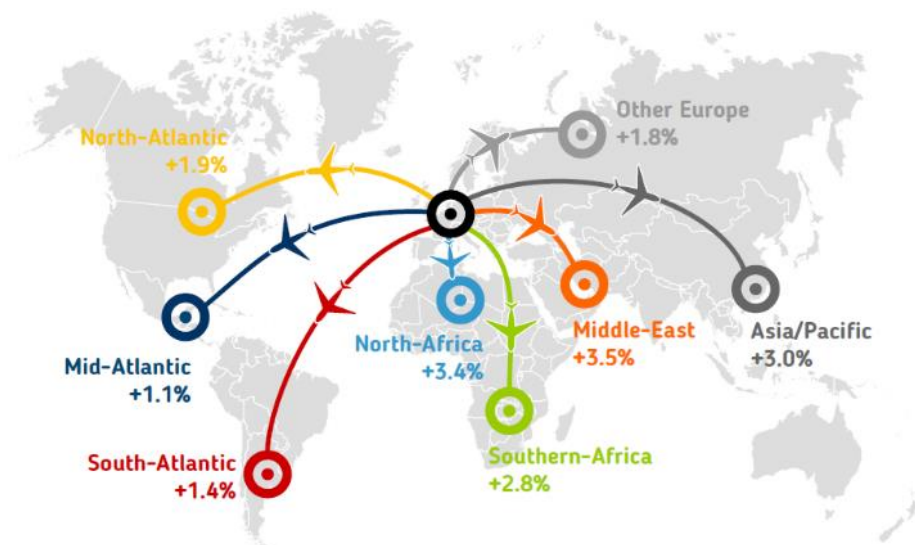 Other Europe
+1.8%
North-Atlantic
+1.9%
North-Africa
+3.4%
Middle-East
+3.5%
Asia/Pacific
+3.0%
Mid-Atlantic
+1.1%
South-Atlantic
+1.4%
Southern-Africa
+2.8%